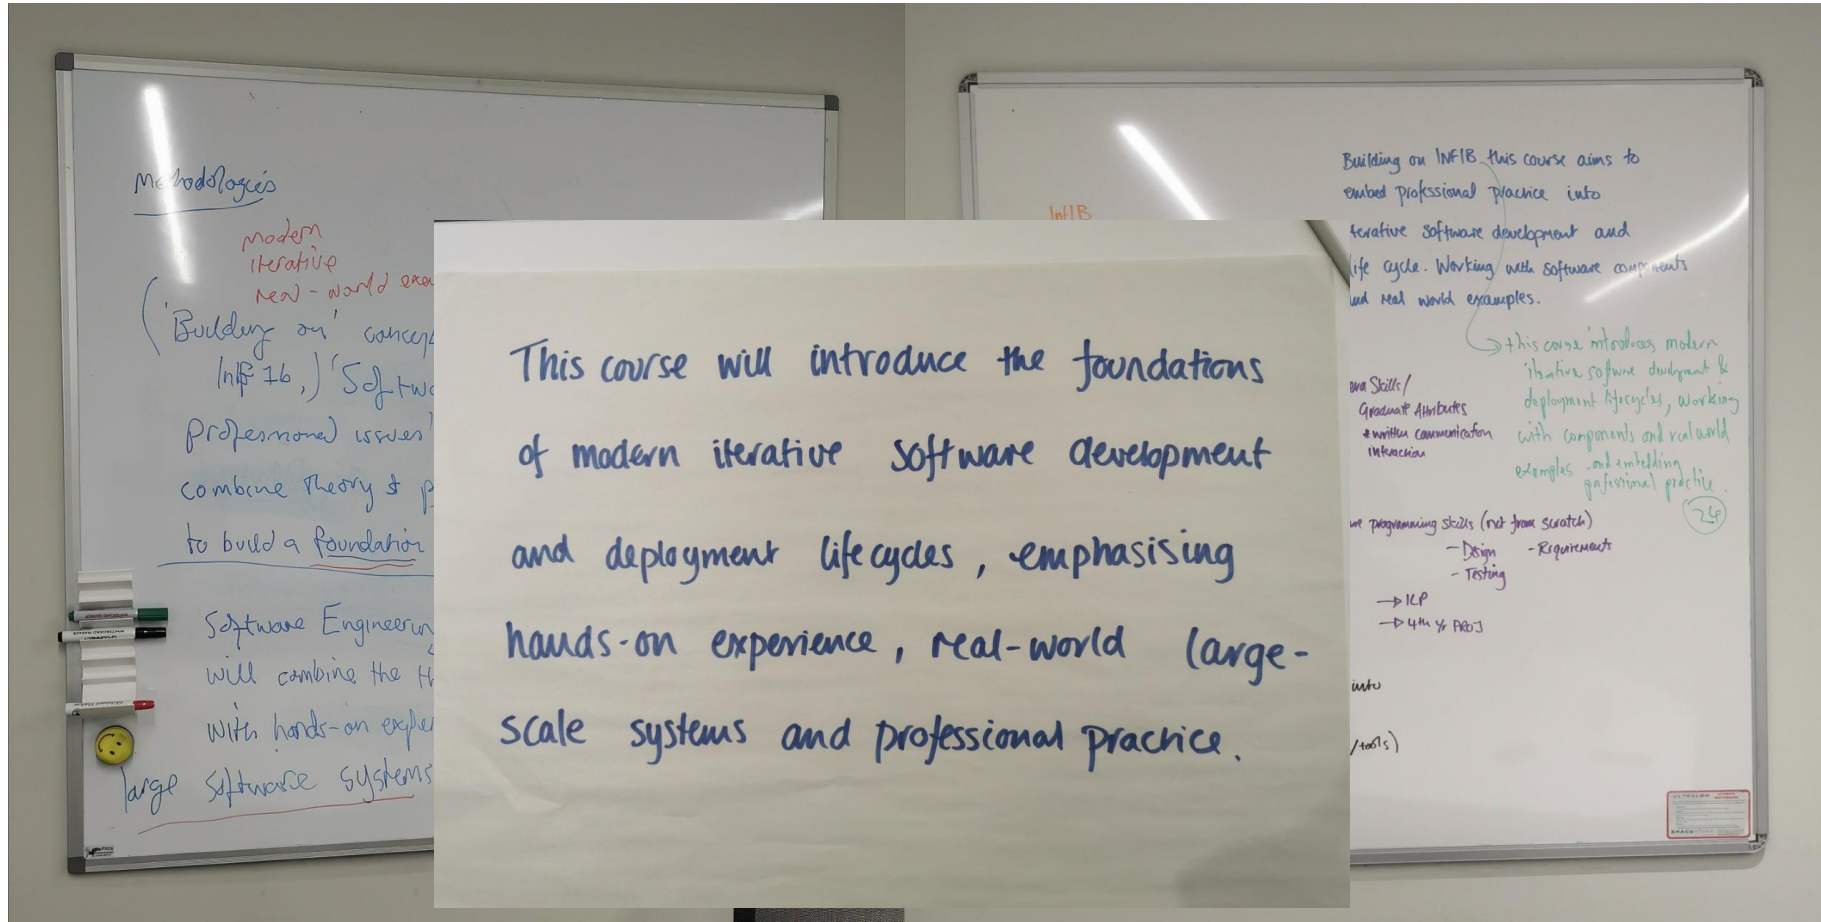 Methodologies
modern
iterative
real-world
'Building on'
Inf 1b,)
professional issues'
combine theory &
to build a foundation
Software
will combine the
with hands-on
large software systems
This course will introduce the foundations
of modern iterative software development
and deployment lifecycles, emphasising
hands-on experience, real-world large-
scale systems and professional practice.
Inf1B
Building on INF1B this course aims to
embed professional practice into
terative software development and
life cycle. Working with software components
and real world examples.
this course introduces modern
iterative software development &
deployment lifecycles, working
with components and real world
examples and embedding
professional practice.
24
Skills/
Graduate Attributes
written communication
interaction
programming skills (not from scratch)
- Design - Requirements
- Testing
→ ILP
→ 4th yr PROJ
into
/tools)